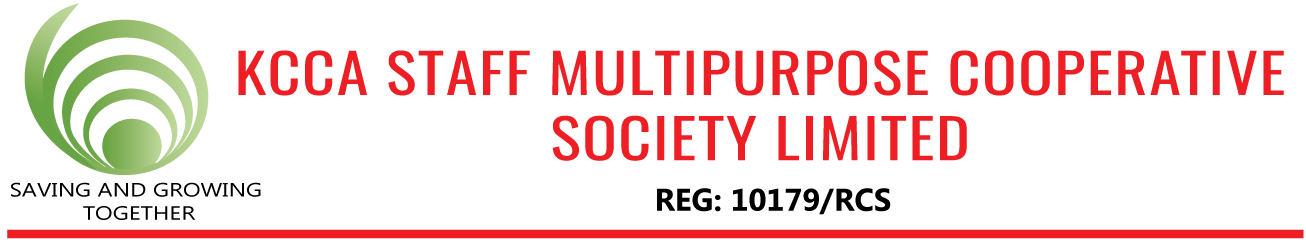 KCCA STAFF MULTIPURPOSE COOPERATIVE
SOCIETY LIMITED
REG: 10179/RCS
SAVING AND GROWING
TOGETHER